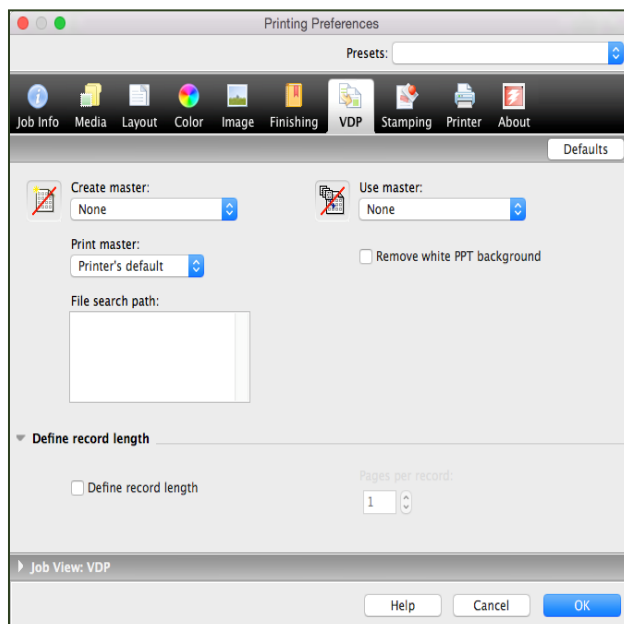 Printing Preferences
Presets:
Job Info Media Layout Color Image Finishing VDP Stamping Printer About
Defaults
Create master: Use master:
None None
Print master:
Printer's default Remove white PPT background
File search path:
Define record length
Pages per record:
Define record length
1
Job View: VDP
Help Cancel OK